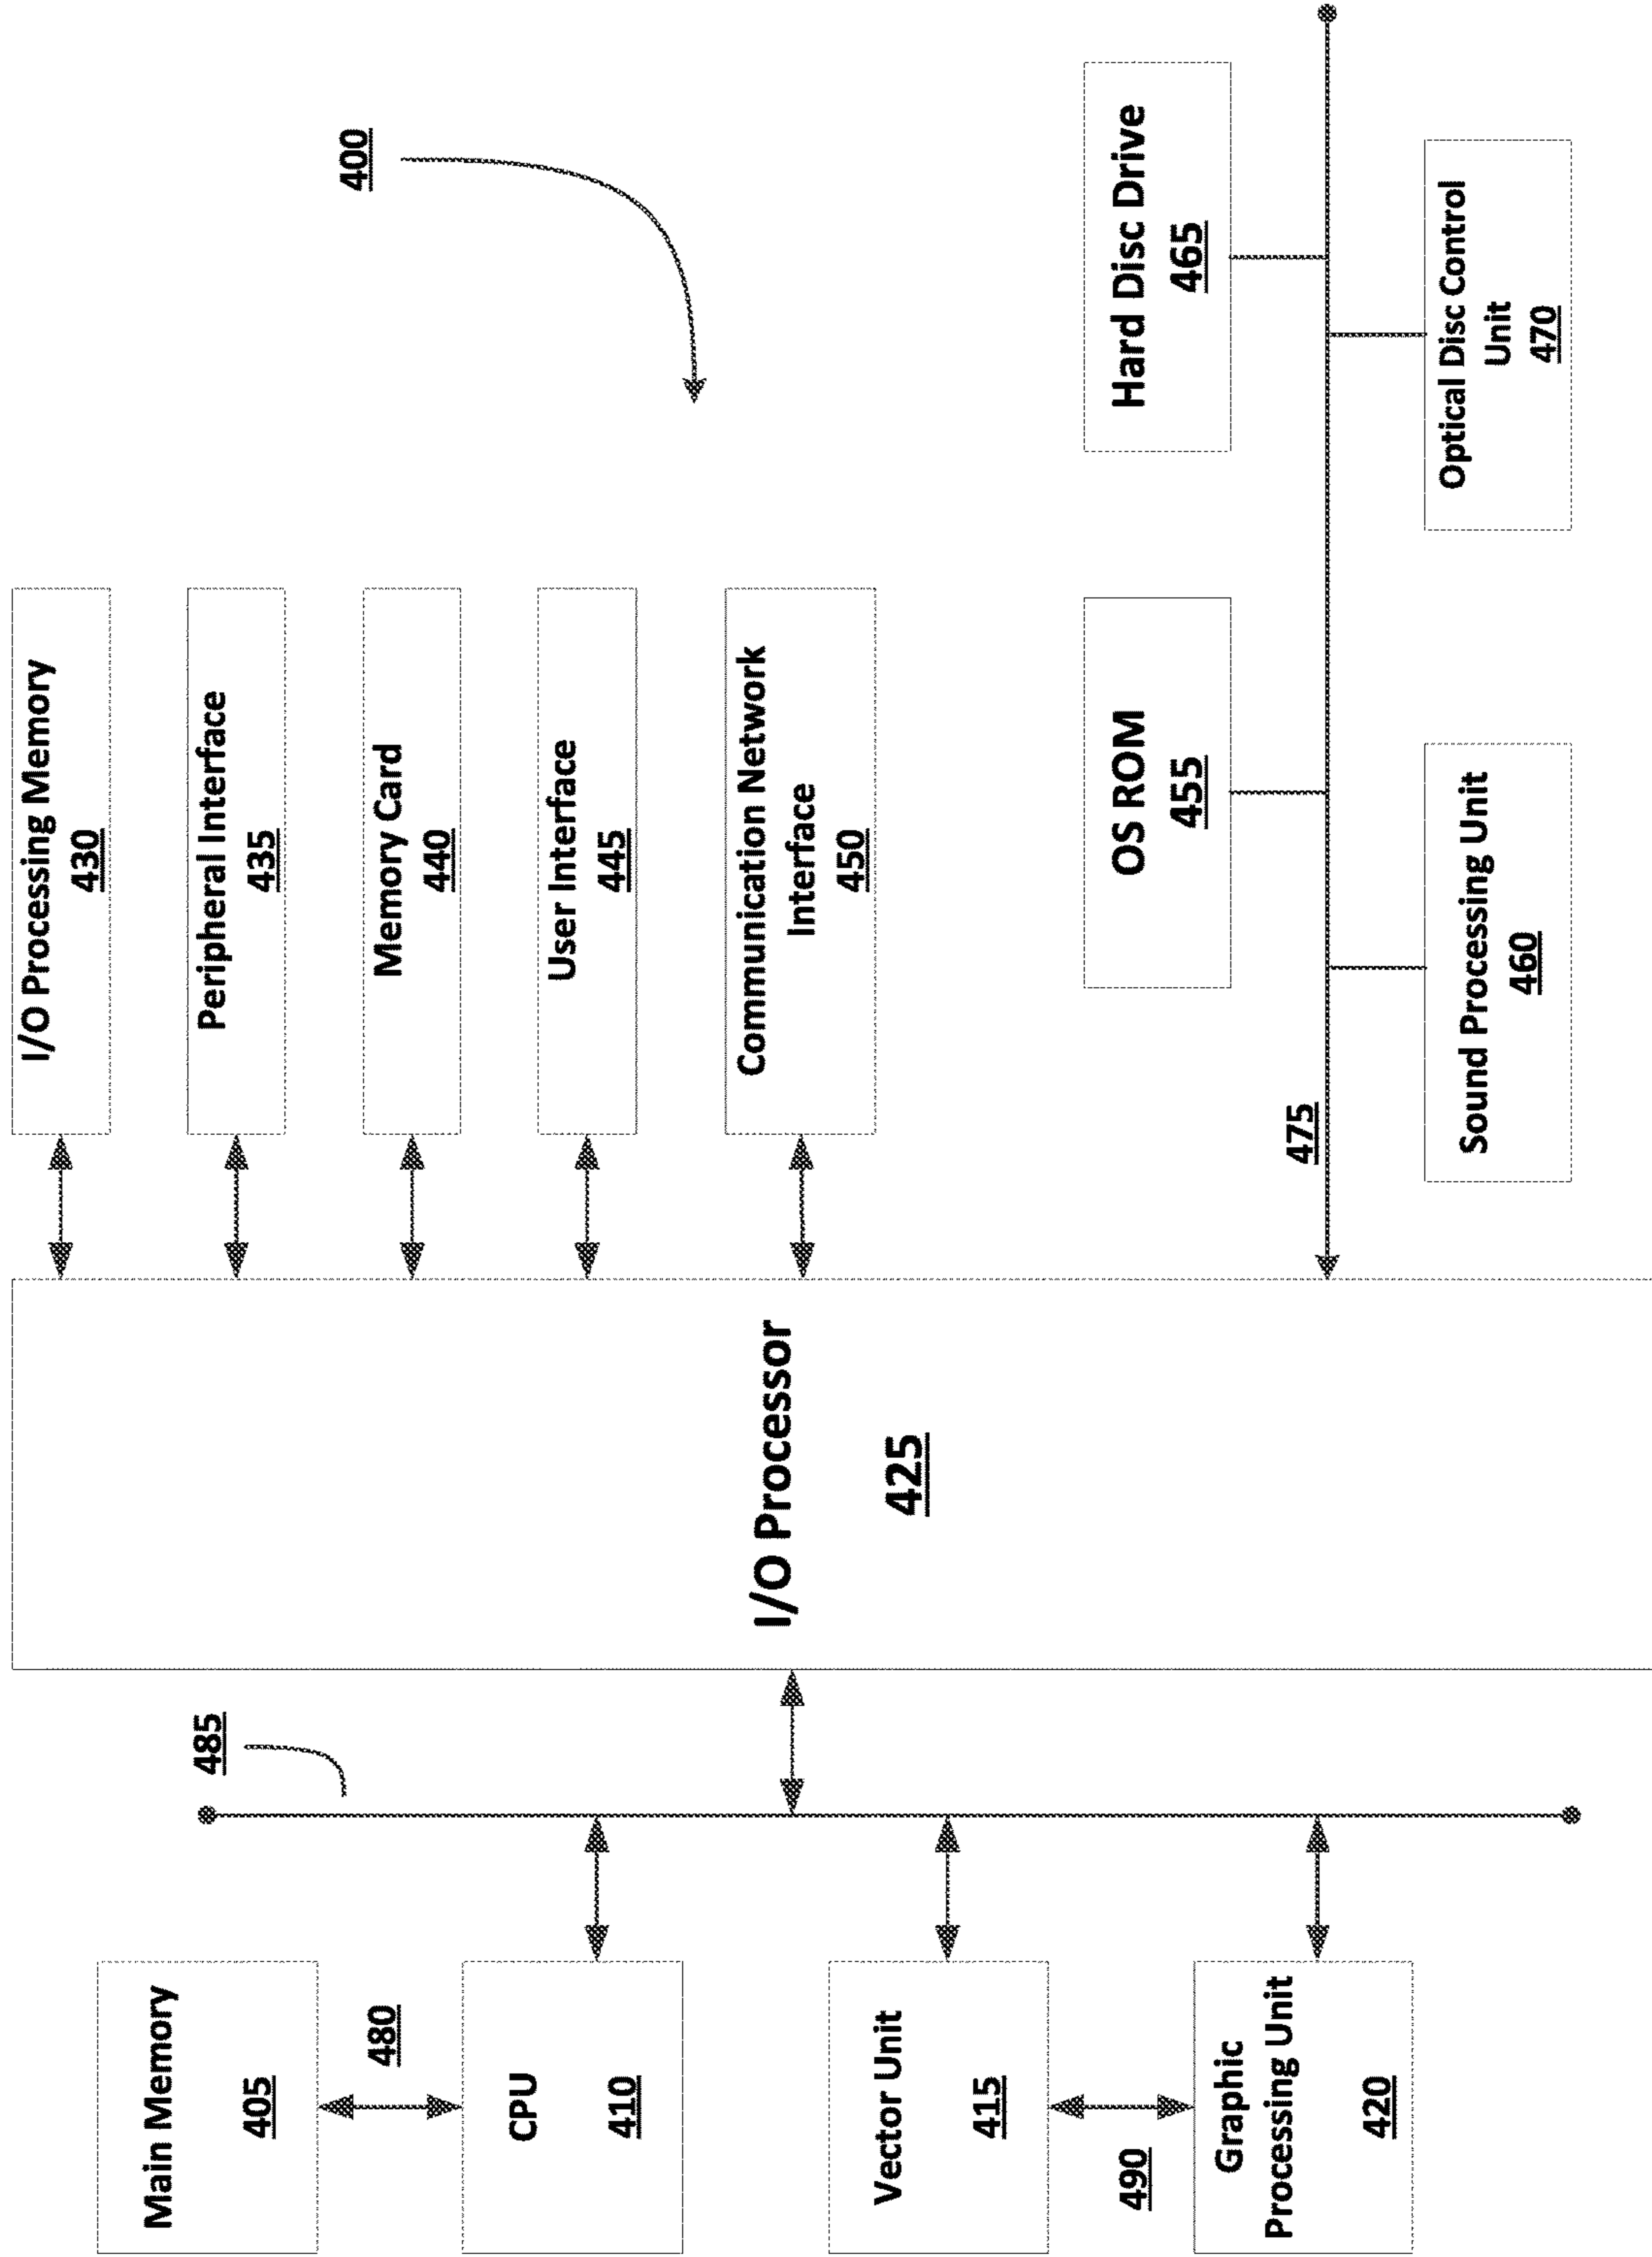 400
Main Memory
405
480
CPU
410
Vector Unit
415
490
Graphic
Processing Unit
420
485
I/O Processor
425
I/O Processing Memory
430
Peripheral Interface
435
Memory Card
440
User Interface
445
Communication Network
Interface
450
475
OS ROM
455
Sound Processing Unit
460
Hard Disc Drive
465
Optical Disc Control
Unit
470